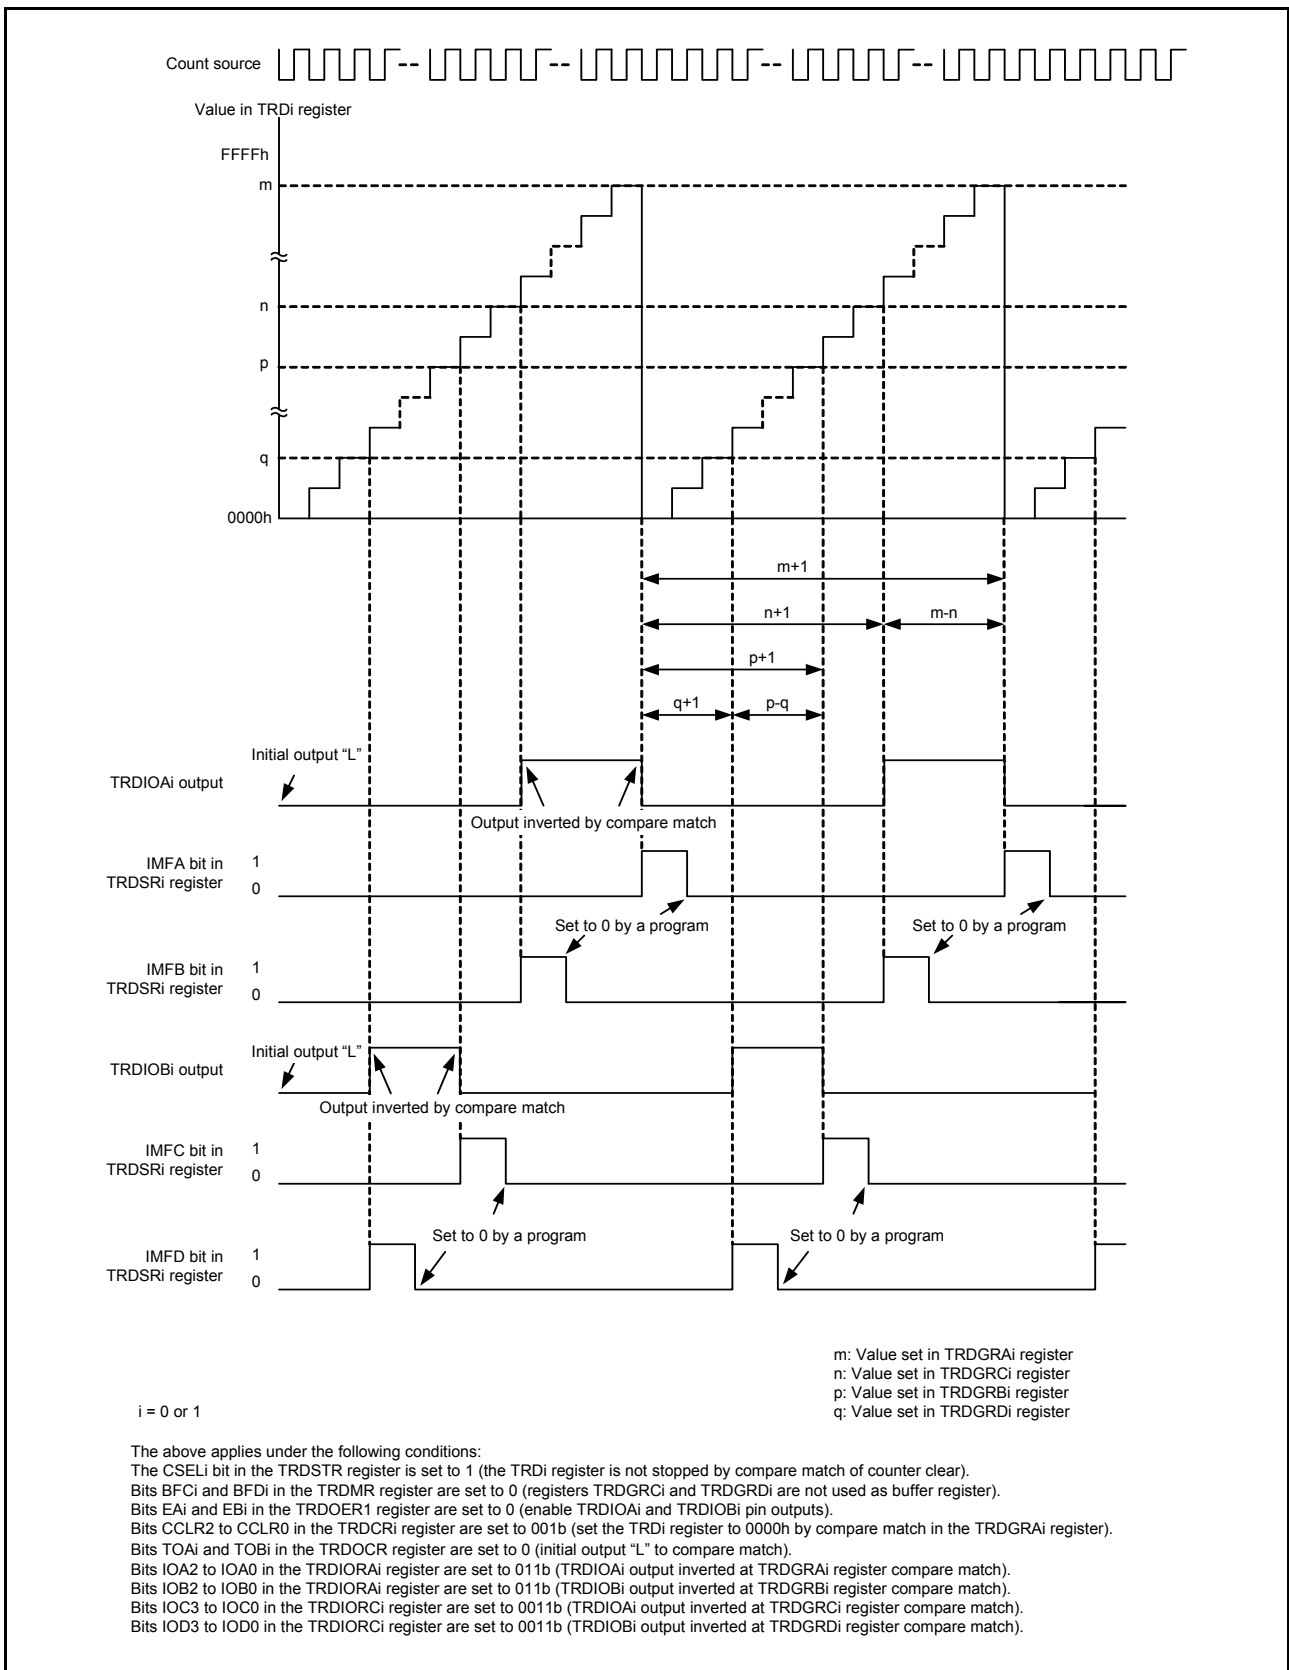 Count source
Value in TRDi register
FFFFh
m
n
p
q
0000h
m+1
n+1
m-n
p+1
q+1
p-q
Initial output “L”
TRDIOAi output
Output inverted by compare match
IMFA bit in
TRDSRi register
1
0
Set to 0 by a program
Set to 0 by a program
IMFB bit in
TRDSRi register
1
0
Initial output “L”
TRDIOBi output
Output inverted by compare match
IMFC bit in
TRDSRi register
1
0
Set to 0 by a program
Set to 0 by a program
IMFD bit in
TRDSRi register
1
0
m: Value set in TRDGRAi register
n: Value set in TRDGRCi register
p: Value set in TRDGRBi register
q: Value set in TRDGRDi register
i = 0 or 1
The above applies under the following conditions:
The CSELi bit in the TRDSTR register is set to 1 (the TRDi register is not stopped by compare match of counter clear).
Bits BFCi and BFDi in the TRDMR register are set to 0 (registers TRDGRCi and TRDGRDi are not used as buffer register).
Bits EAi and EBi in the TRDOER1 register are set to 0 (enable TRDIOAi and TRDIOBi pin outputs).
Bits CCLR2 to CCLR0 in the TRDCRi register are set to 001b (set the TRDi register to 0000h by compare match in the TRDGRAi register).
Bits TOAi and TOBi in the TRDOCR register are set to 0 (initial output “L” to compare match).
Bits IOA2 to IOA0 in the TRDIORAi register are set to 011b (TRDIOAi output inverted at TRDGRAi register compare match).
Bits IOB2 to IOB0 in the TRDIORAi register are set to 011b (TRDIOBi output inverted at TRDGRBi register compare match).
Bits IOC3 to IOC0 in the TRDIORCi register are set to 0011b (TRDIOAi output inverted at TRDGRCi register compare match).
Bits IOD3 to IOD0 in the TRDIORCi register are set to 0011b (TRDIOBi output inverted at TRDGRDi register compare match).